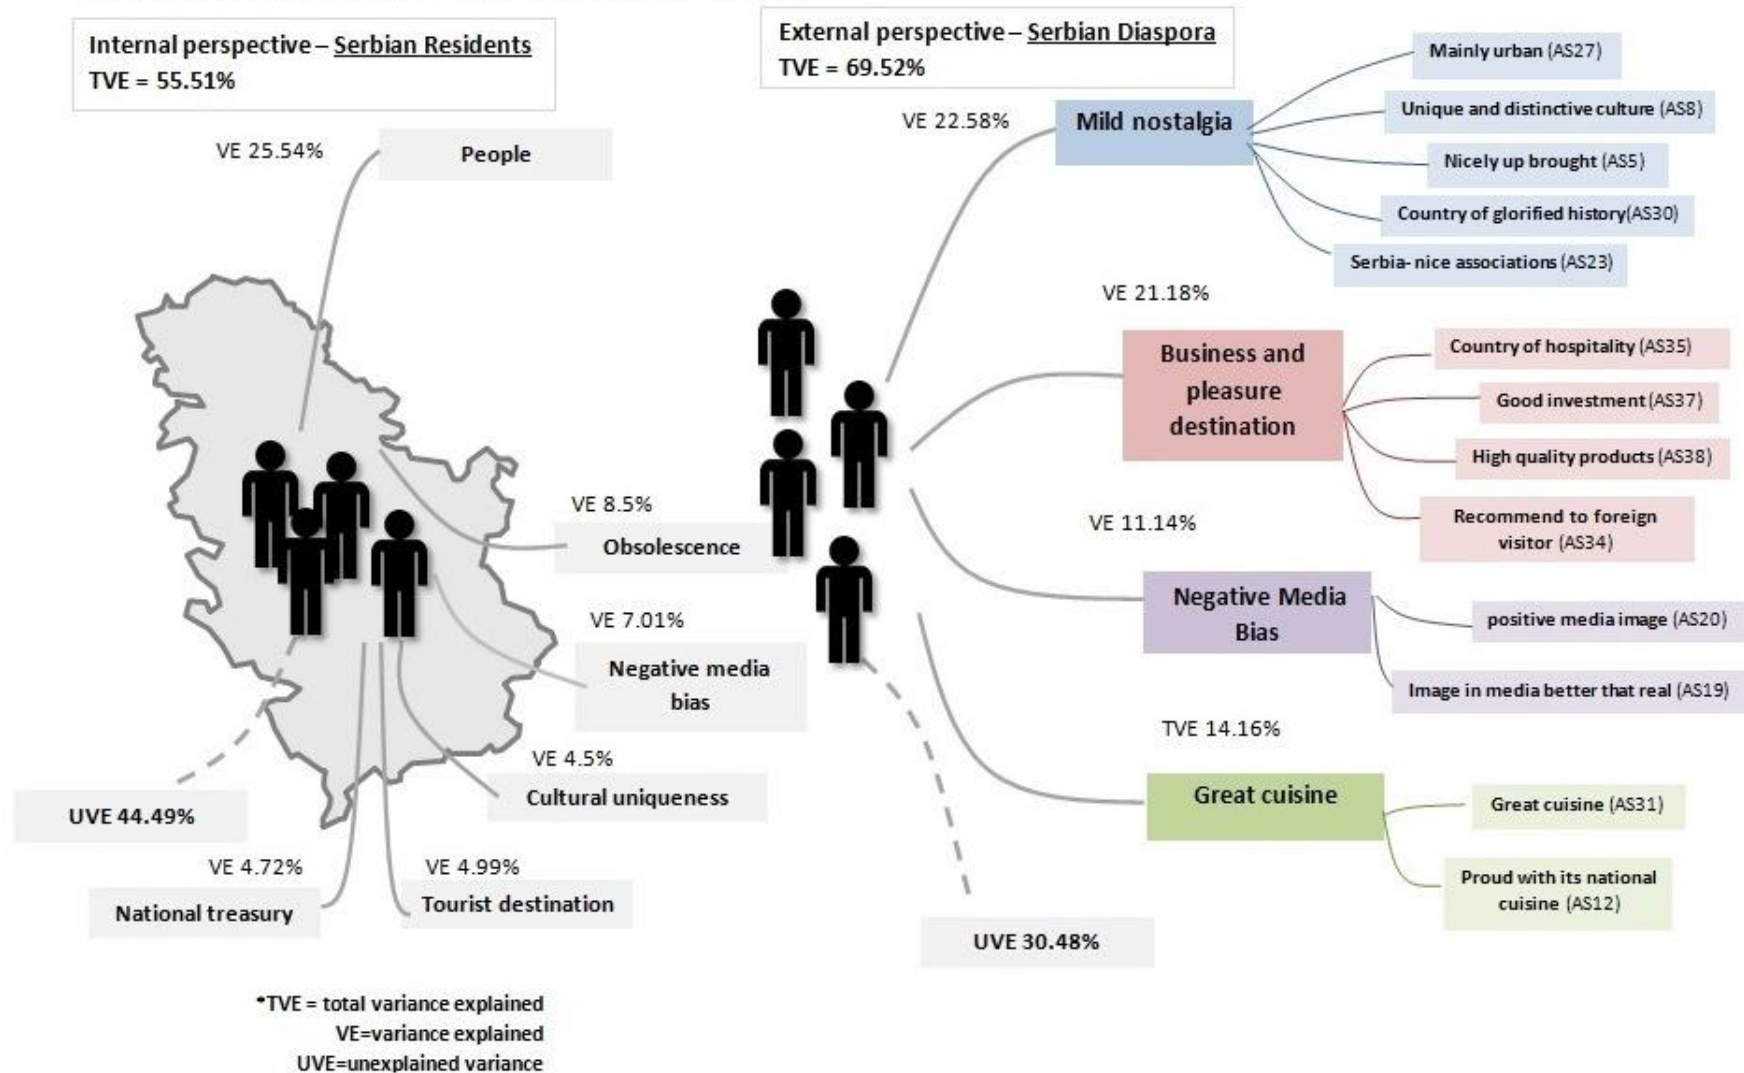 Internal perspective – Serbian Residents
TVE = 55.51%
External perspective – Serbian Diaspora
TVE = 69.52%
VE 25.54%
People
VE 8.5%
Obsolescence
VE 7.01%
Negative media
bias
VE 4.5%
Cultural uniqueness
UVE 44.49%
VE 4.72%
National treasury
VE 4.99%
Tourist destination
*TVE = total variance explained
VE=variance explained
UVE=unexplained variance
VE 22.58%
Mild nostalgia
Mainly urban (AS27)
Unique and distinctive culture (AS8)
Nicely up brought (AS5)
Country of glorified history(AS30)
Serbia- nice associations (AS23)
VE 21.18%
Business and
pleasure
destination
Country of hospitality (AS35)
Good investment (AS37)
High quality products (AS38)
Recommend to foreign
visitor (AS34)
VE 11.14%
Negative Media
Bias
positive media image (AS20)
Image in media better that real (AS19)
TVE 14.16%
Great cuisine
Great cuisine (AS31)
Proud with its national
cuisine (AS12)
UVE 30.48%